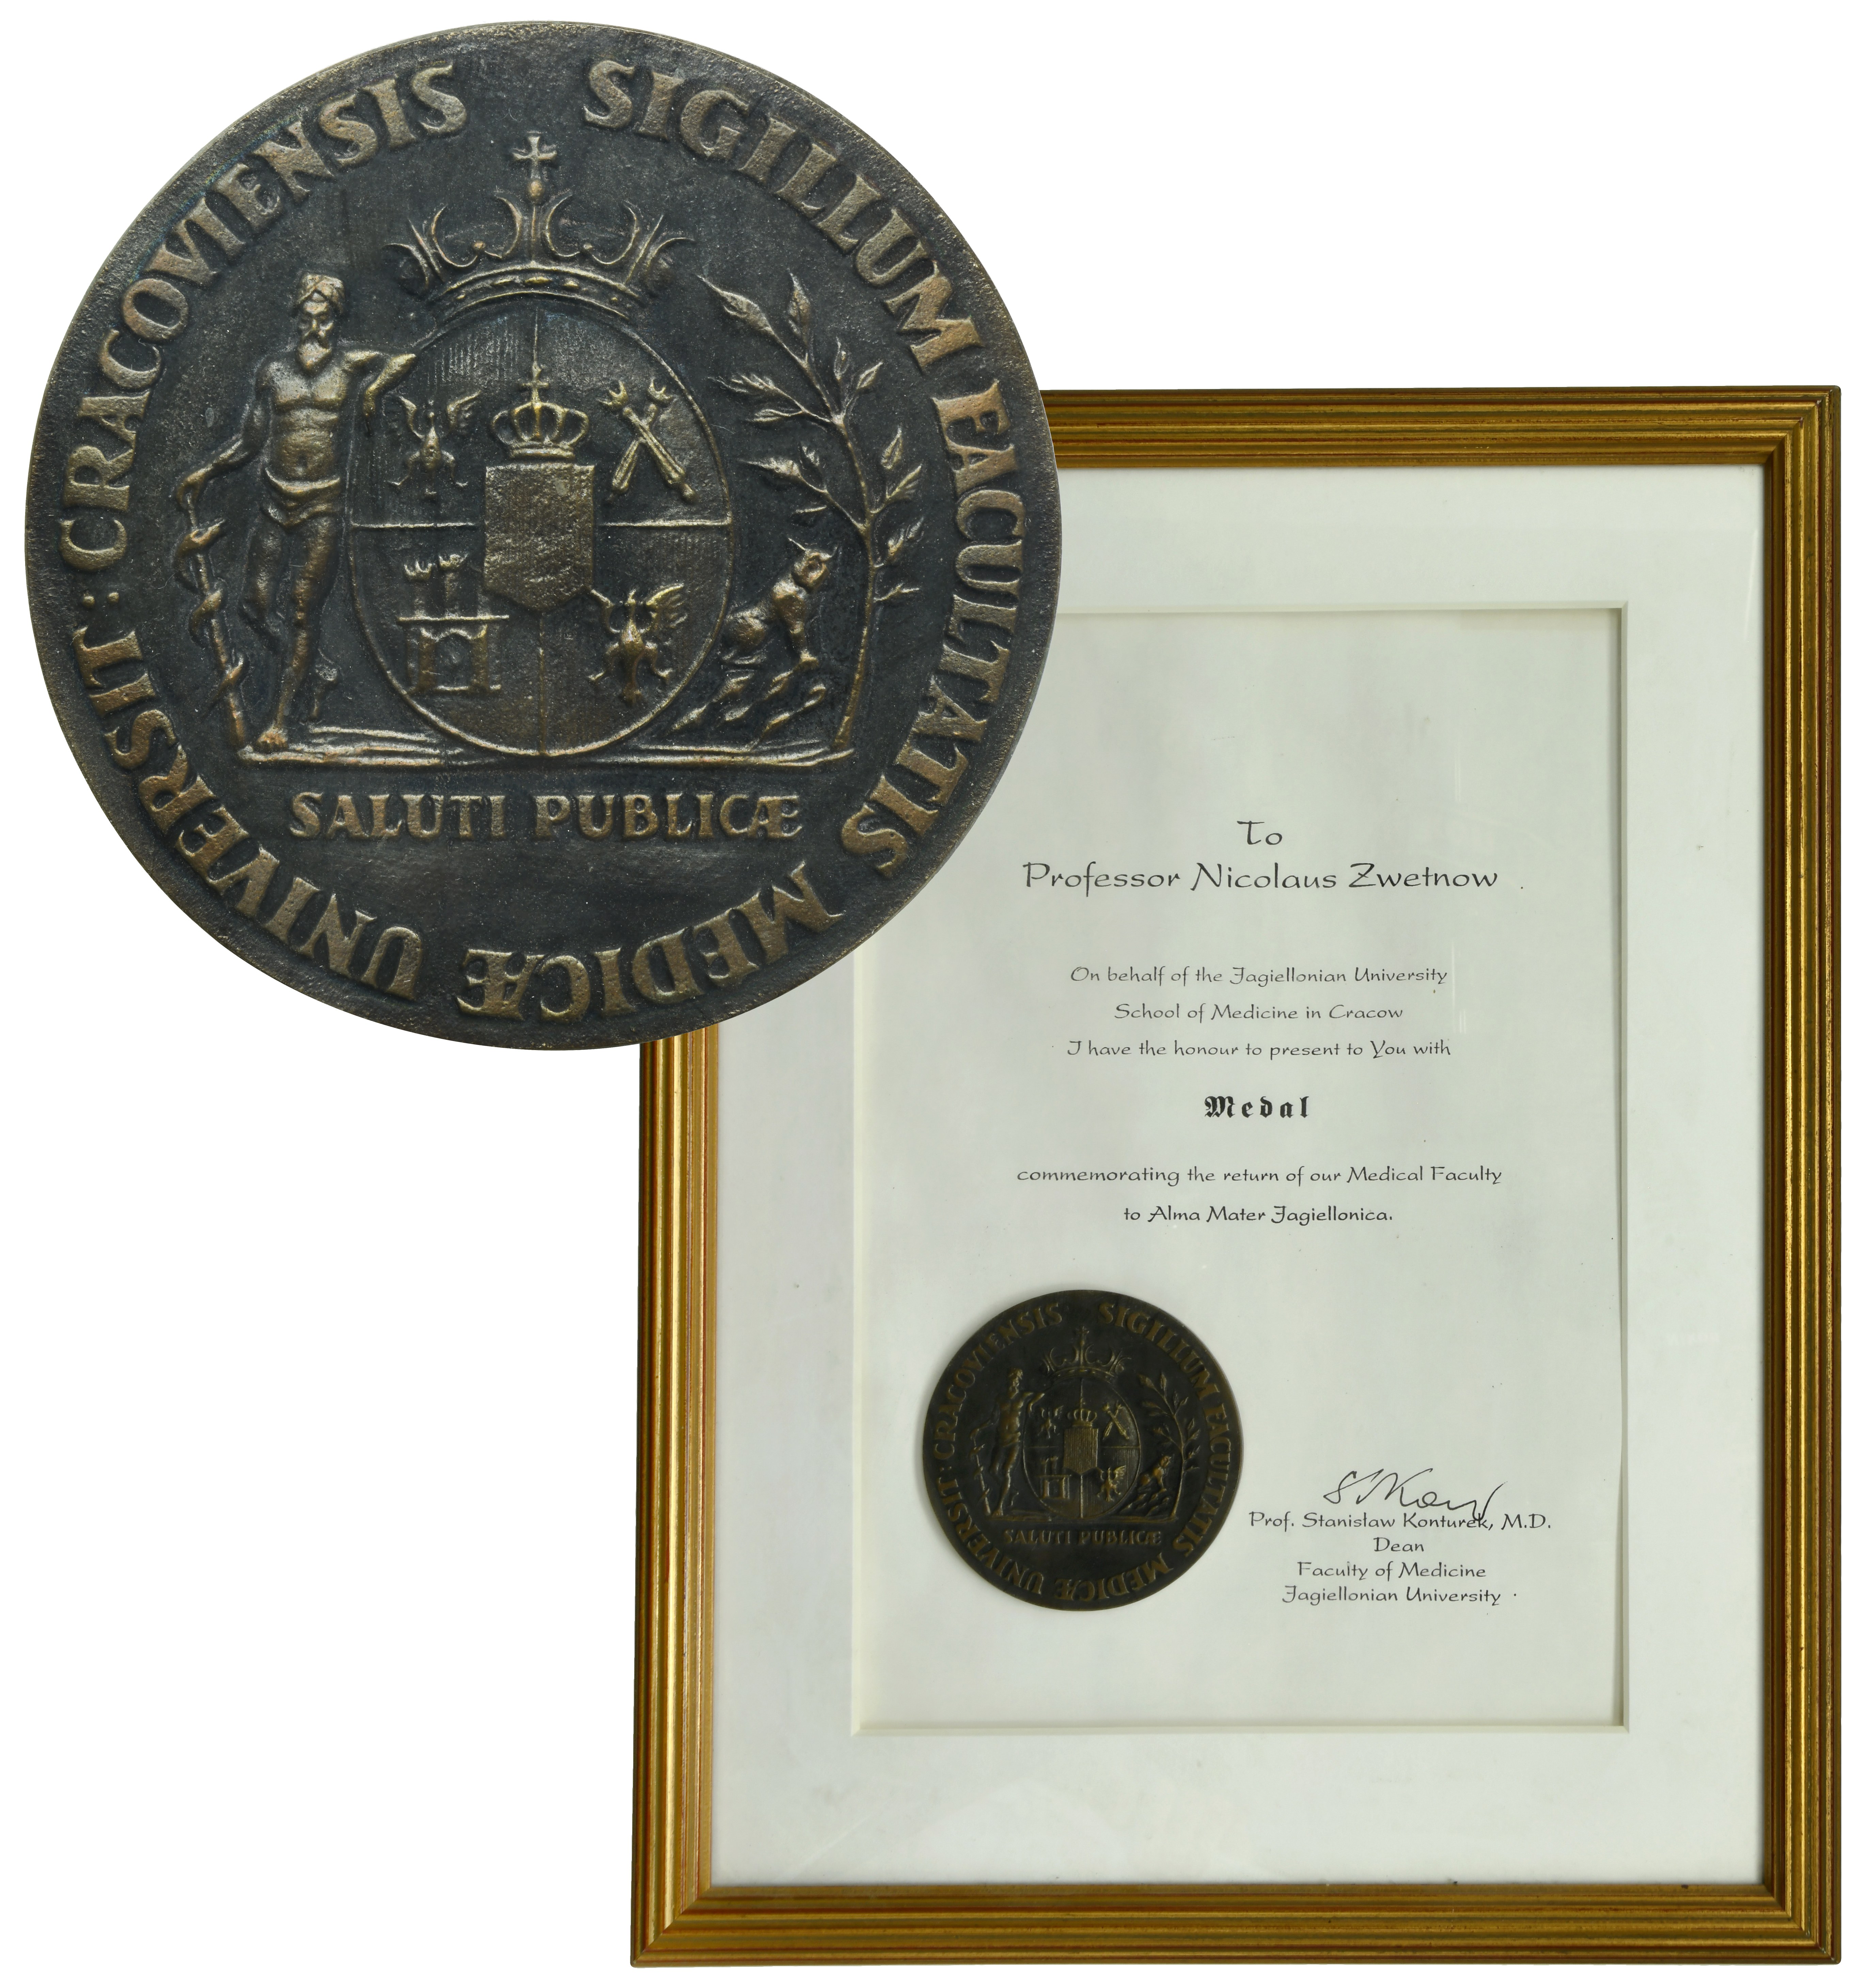 SIGILLUM FACULTATIS MEDICÆ UNIVERSIT: CRACOVIENSIS
SALUTI PUBLICÆ
To
Professor Nicolaus Zwetnow
On behalf of the Jagiellonian University
School of Medicine in Cracow
I have the honour to present to You with
Medal
commemorating the return of our Medical Faculty
to Alma Mater Jagiellonica.
SIGILLUM FACULTATIS MEDICÆ UNIVERSIT: CRACOVIENSIS
SALUTI PUBLICÆ
Prof. Stanisław Konturek, M.D.
Dean
Faculty of Medicine
Jagiellonian University